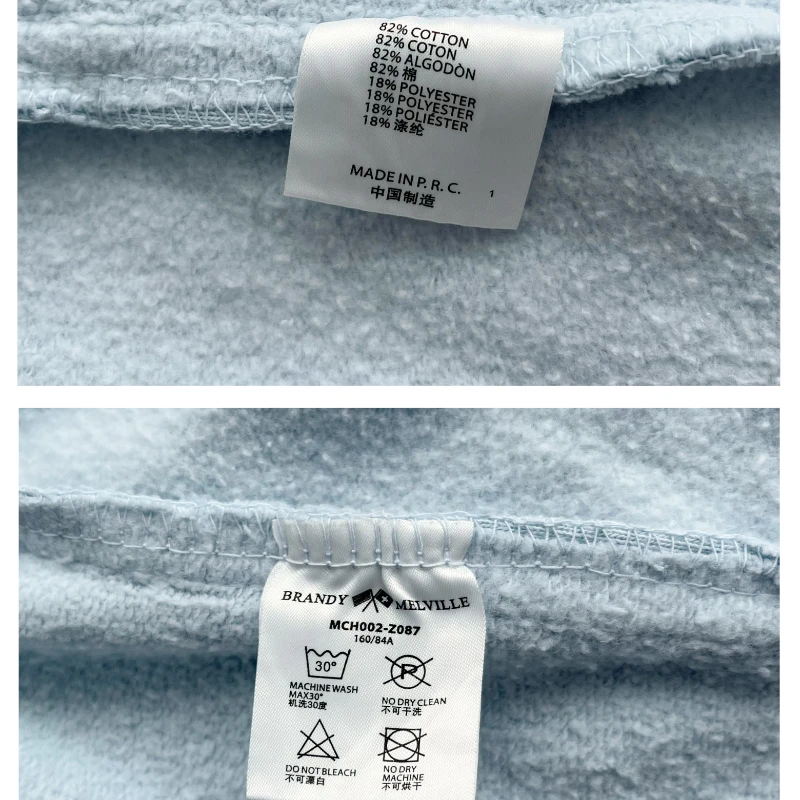 82% COTTON
82% COTON
82% ALGODÒN
82% 棉
18% POLYESTER
18% POLYESTER
18% POLIÉSTER
18% 涤纶
MADE IN P. R. C. 1
中国制造
BRANDY MELVILLE
MCH002-Z087
160/84A
30°
MACHINE WASH
MAX30°
机洗30度
P
NO DRY CLEAN
不可干洗
DO NOT BLEACH
不可漂白
NO DRY
MACHINE
不可烘干